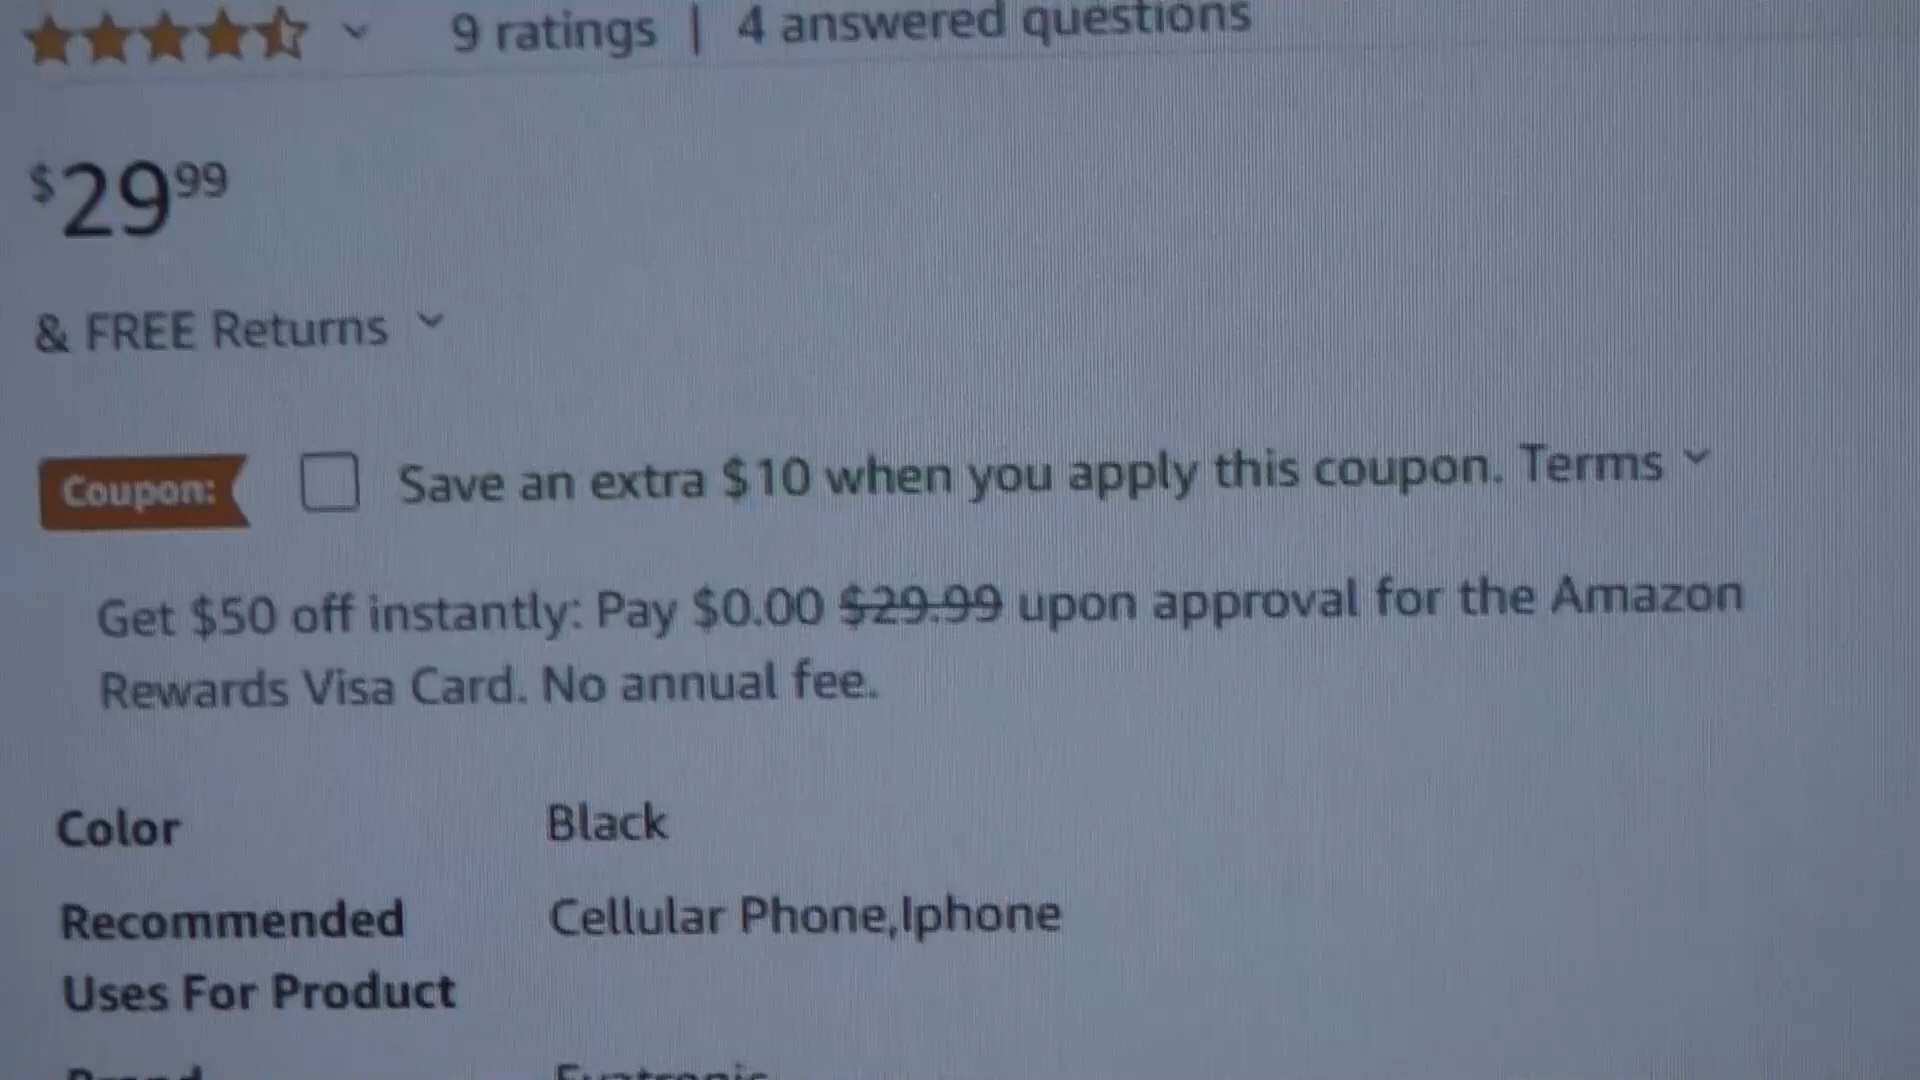 9 ratings | 4 answered questions
$29.99
& FREE Returns
Coupon: Save an extra $10 when you apply this coupon. Terms
Get $50 off instantly: Pay $0.00 $29.99 upon approval for the Amazon
Rewards Visa Card. No annual fee.
Color Black
Recommended Cellular Phone,Iphone
Uses For Product